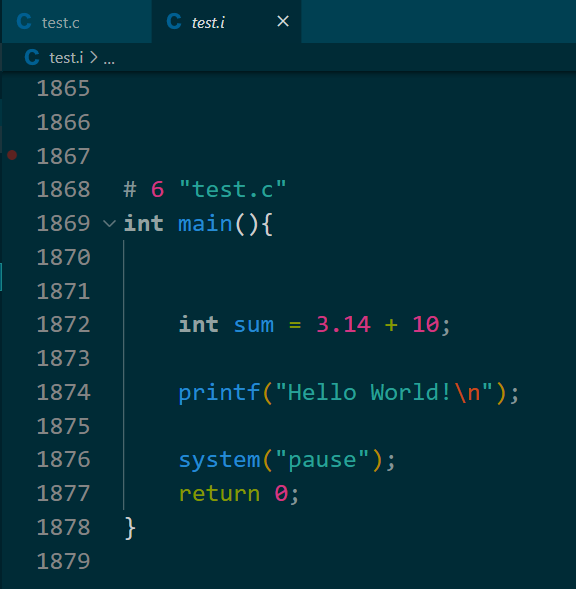 C test.c C test.i ×
C test.i > ...
1865
1866
1867
1868 # 6 "test.c"
1869 int main(){
1870
1871
1872 int sum = 3.14 + 10;
1873
1874 printf("Hello World!\n");
1875
1876 system("pause");
1877 return 0;
1878 }
1879